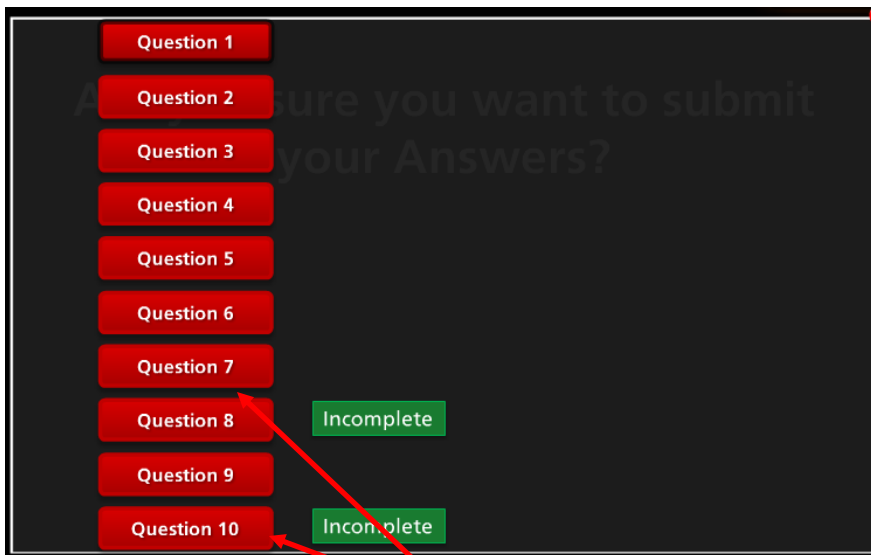 Question 1
Question 2
sure you want to submit
Question 3
your Answers?
Question 4
Question 5
Question 6
Question 7
Question 8 Incomplete
Question 9
Question 10 Incomplete